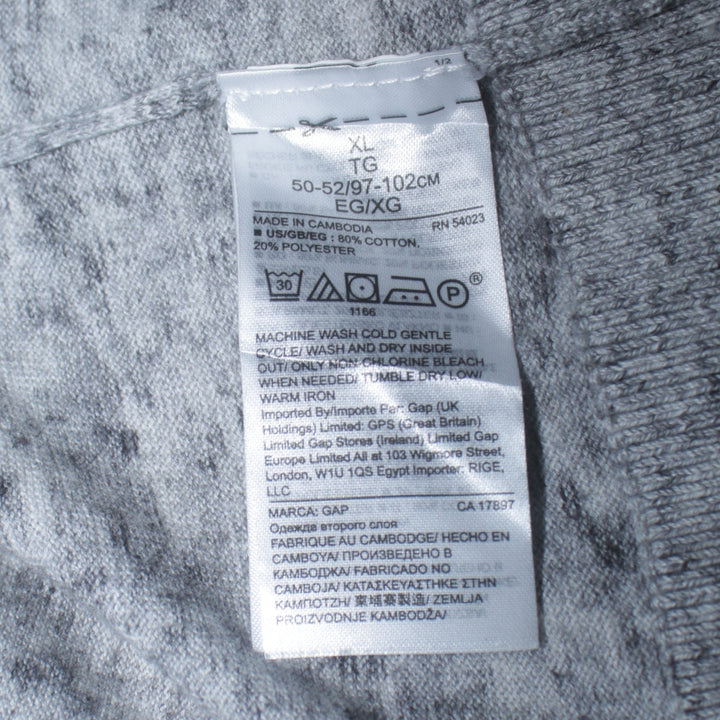 1/2
XL
TG
50-52/97-102CM
EG/XG
MADE IN CAMBODIA RN 54023
■ US/GB/EG : 80% COTTON,
20% POLYESTER
30 P ®
1166
MACHINE WASH COLD GENTLE
CYCLE/ WASH AND DRY INSIDE
OUT/ ONLY NON-CHLORINE BLEACH
WHEN NEEDED/ TUMBLE DRY LOW/
WARM IRON
Imported By/Importe Par: Gap (UK
Holdings) Limited: GPS (Great Britain)
Limited Gap Stores (Ireland) Limited Gap
Europe Limited All at 103 Wigmore Street,
London, W1U 1QS Egypt Importer: RIGE,
LLC
MARCA: GAP CA 17897
Одежде второго слоя
FABRIQUE AU CAMBODGE/ HECHO EN
CAMBOYA/ ПРОИЗВЕДЕНО В
КАМБОДЖА/ FABRICADO NO
CAMBOJA/ ΚΑΤΑΣΚΕΥΑΣΤΗΚΕ ΣΤΗΝ
ΚΑΜΠΟΤΖΗ/ 柬埔寨製造/ ZEMLJA
PROIZVODNJE KAMBODŽA/